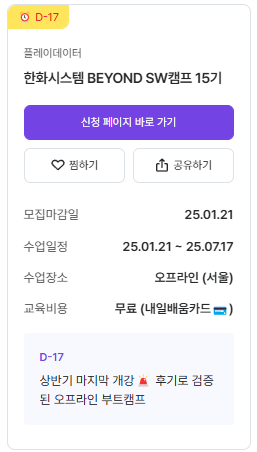 D-17
플레이데이터
한화시스템 BEYOND SW캠프 15기
신청 페이지 바로 가기
찜하기 공유하기
모집마감일 25.01.21
수업일정 25.01.21 ~ 25.07.17
수업장소 오프라인 (서울)
교육비용 무료 (내일배움카드 💳 )
D-17
상반기 마지막 개강 🚨 후기로 검증
된 오프라인 부트캠프